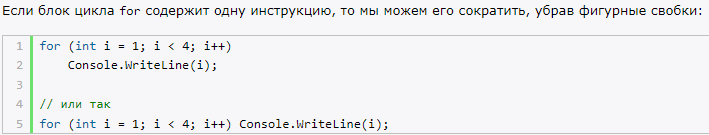 Если блок цикла for содержит одну инструкцию, то мы можем его сократить, убрав фигурные свобки:
1 for (int i = 1; i < 4; i++)
2     Console.WriteLine(i);
3
4 // или так
5 for (int i = 1; i < 4; i++) Console.WriteLine(i);